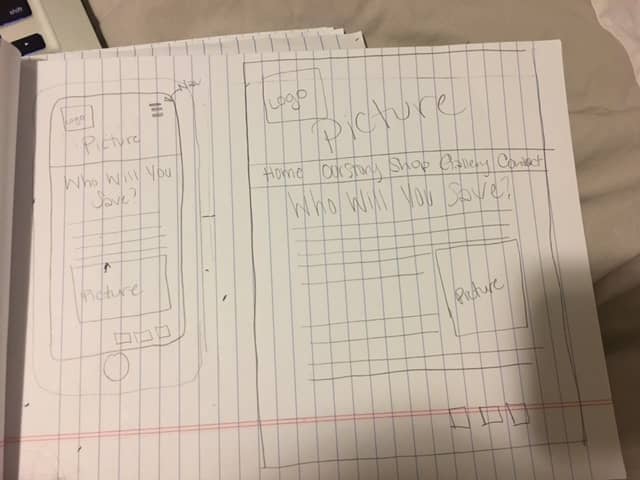 shift
Nav
Logo
Picture
Who Will You
Save?
Picture
Logo
Picture
Home Our story Shop Gallery Contact
Who Will You Save?
Picture